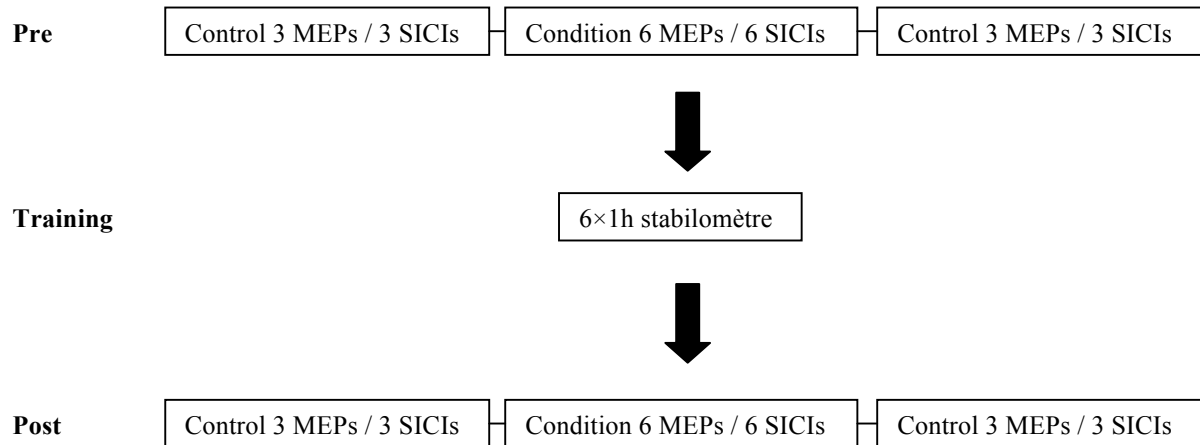 Pre Control 3 MEPs / 3 SICIs Condition 6 MEPs / 6 SICIs Control 3 MEPs / 3 SICIs
Training 6×1h stabilomètre
Post Control 3 MEPs / 3 SICIs Condition 6 MEPs / 6 SICIs Control 3 MEPs / 3 SICIs